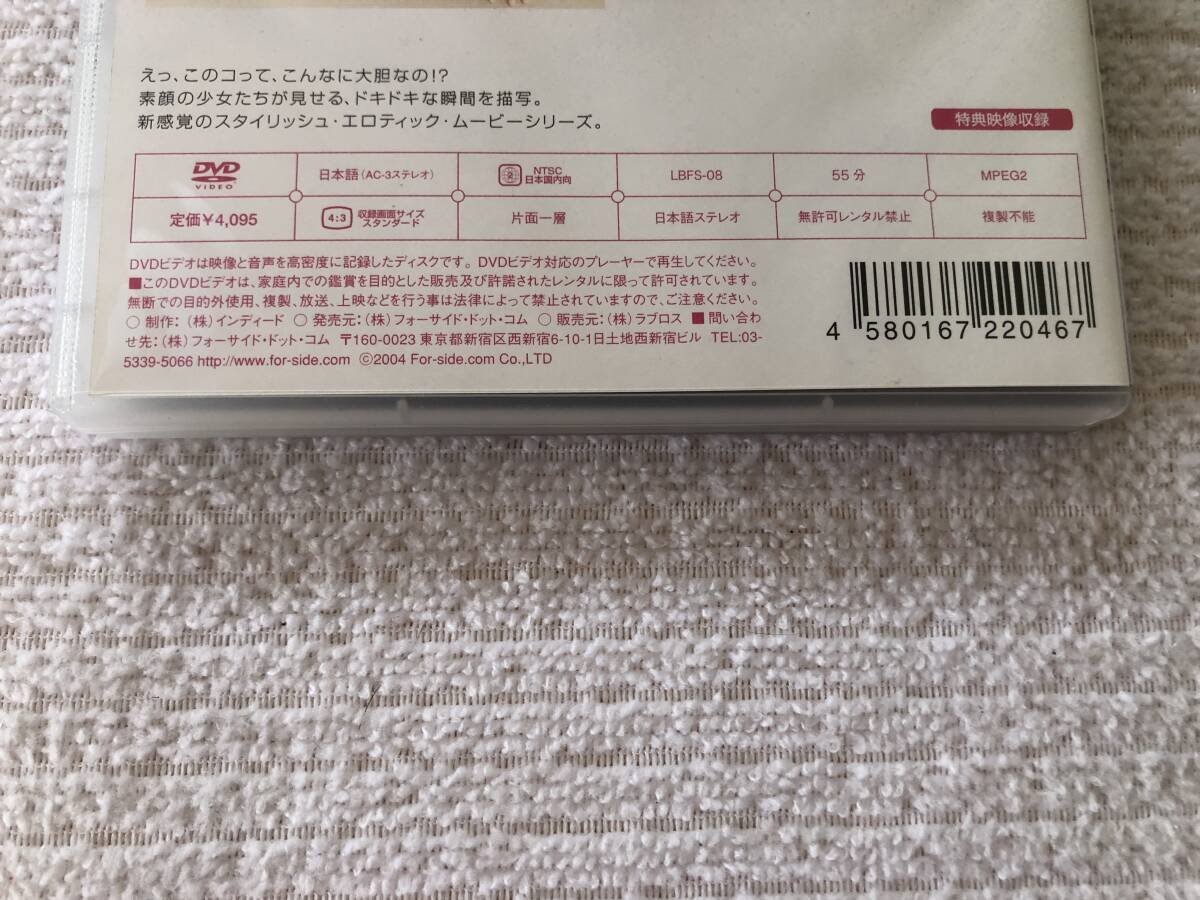 えっ、このコって、こんなに大胆なの!?
素顔の少女たちが見せる、ドキドキな瞬間を描写。
新感覚のスタイリッシュ・エロティック・ムービーシリーズ。
特典映像収録
DVD VIDEO
日本語(AC-3ステレオ)
2 NTSC 日本国内向
LBFS-08
55分
MPEG2
定価¥4,095
4:3 収録画面サイズ スタンダード
片面一層
日本語ステレオ
無許可レンタル禁止
複製不能
DVDビデオは映像と音声を高密度に記録したディスクです。DVDビデオ対応のプレーヤーで再生してください。
■このDVDビデオは、家庭内での鑑賞を目的とした販売及び許諾されたレンタルに限って許可されています。
無断での目的外使用、複製、放送、上映などを行う事は法律によって禁止されていますので、ご注意ください。
○ 制作：(株)インディード ○ 発売元：(株)フォーサイド・ドット・コム ○ 販売元：(株)ラブロス ■問い合わ
せ先：(株)フォーサイド・ドット・コム 〒160-0023 東京都新宿区西新宿6-10-1日土地西新宿ビル TEL:03-
5339-5066 http://www.for-side.com ©2004 For-side.com Co.,LTD
4 580167 220467